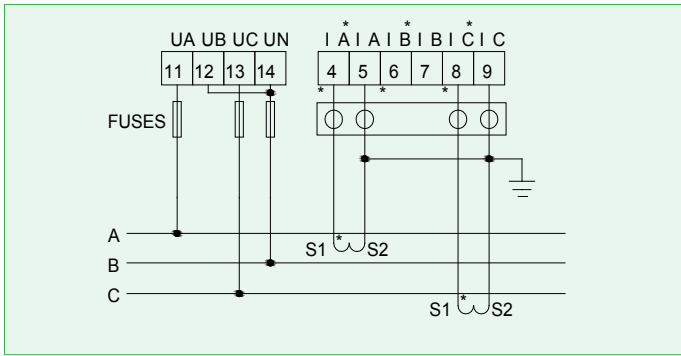 UA UB UC UN
I A* I A I B* I B I C* I C
11 12 13 14
4 5 6 7 8 9
* * *
FUSES
A
S1 * S2
B
C
S1 * S2